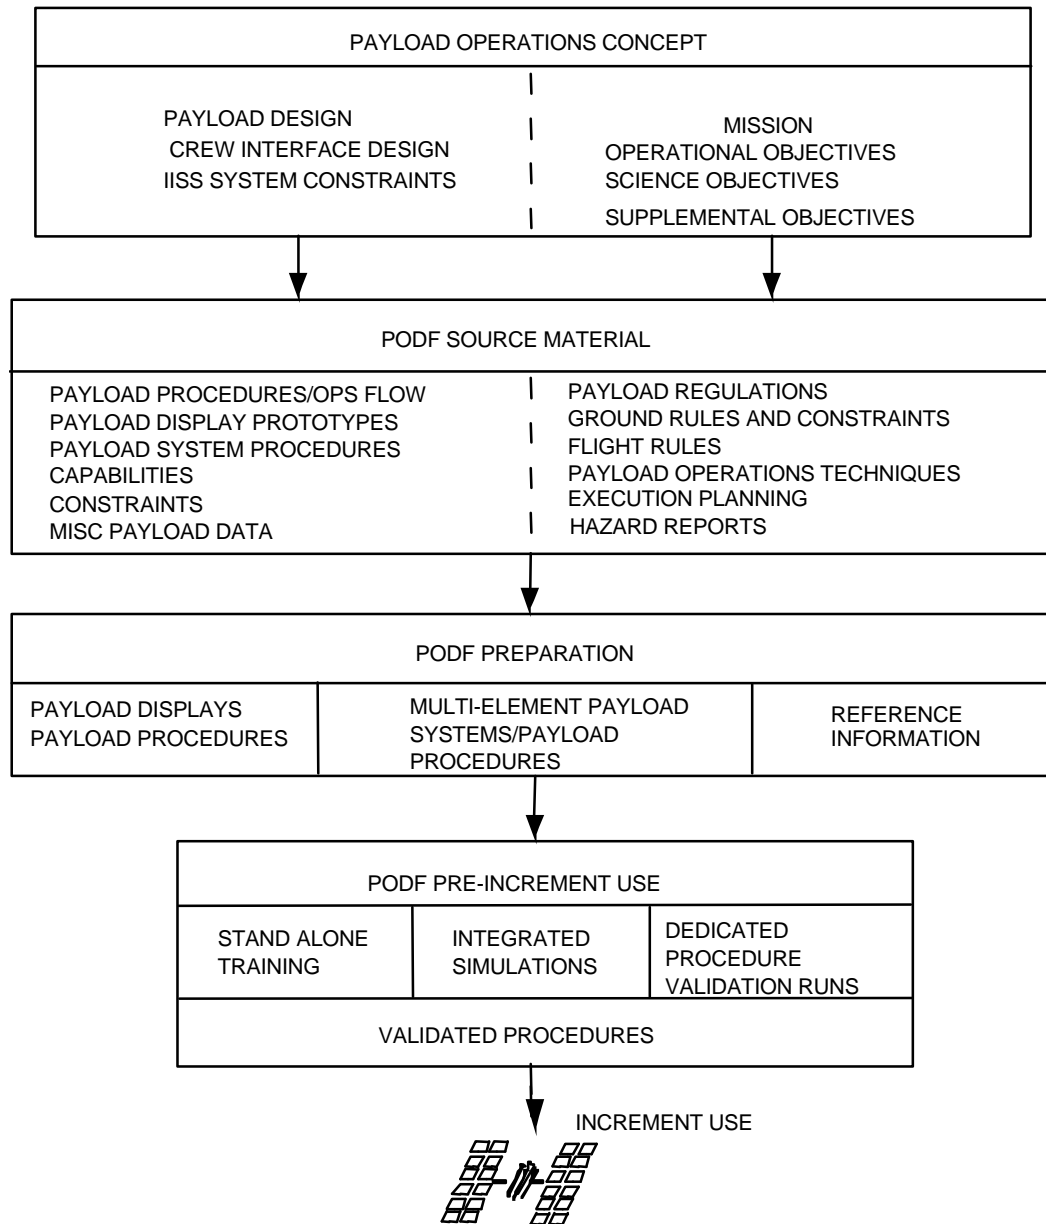 PAYLOAD OPERATIONS CONCEPT
PAYLOAD DESIGN
CREW INTERFACE DESIGN
IISS SYSTEM CONSTRAINTS
MISSION
OPERATIONAL OBJECTIVES
SCIENCE OBJECTIVES
SUPPLEMENTAL OBJECTIVES
PODF SOURCE MATERIAL
PAYLOAD PROCEDURES/OPS FLOW
PAYLOAD DISPLAY PROTOTYPES
PAYLOAD SYSTEM PROCEDURES
CAPABILITIES
CONSTRAINTS
MISC PAYLOAD DATA
PAYLOAD REGULATIONS
GROUND RULES AND CONSTRAINTS
FLIGHT RULES
PAYLOAD OPERATIONS TECHNIQUES
EXECUTION PLANNING
HAZARD REPORTS
PODF PREPARATION
PAYLOAD DISPLAYS
PAYLOAD PROCEDURES
MULTI-ELEMENT PAYLOAD
SYSTEMS/PAYLOAD
PROCEDURES
REFERENCE
INFORMATION
PODF PRE-INCREMENT USE
STAND ALONE
TRAINING
INTEGRATED
SIMULATIONS
DEDICATED
PROCEDURE
VALIDATION RUNS
VALIDATED PROCEDURES
INCREMENT USE